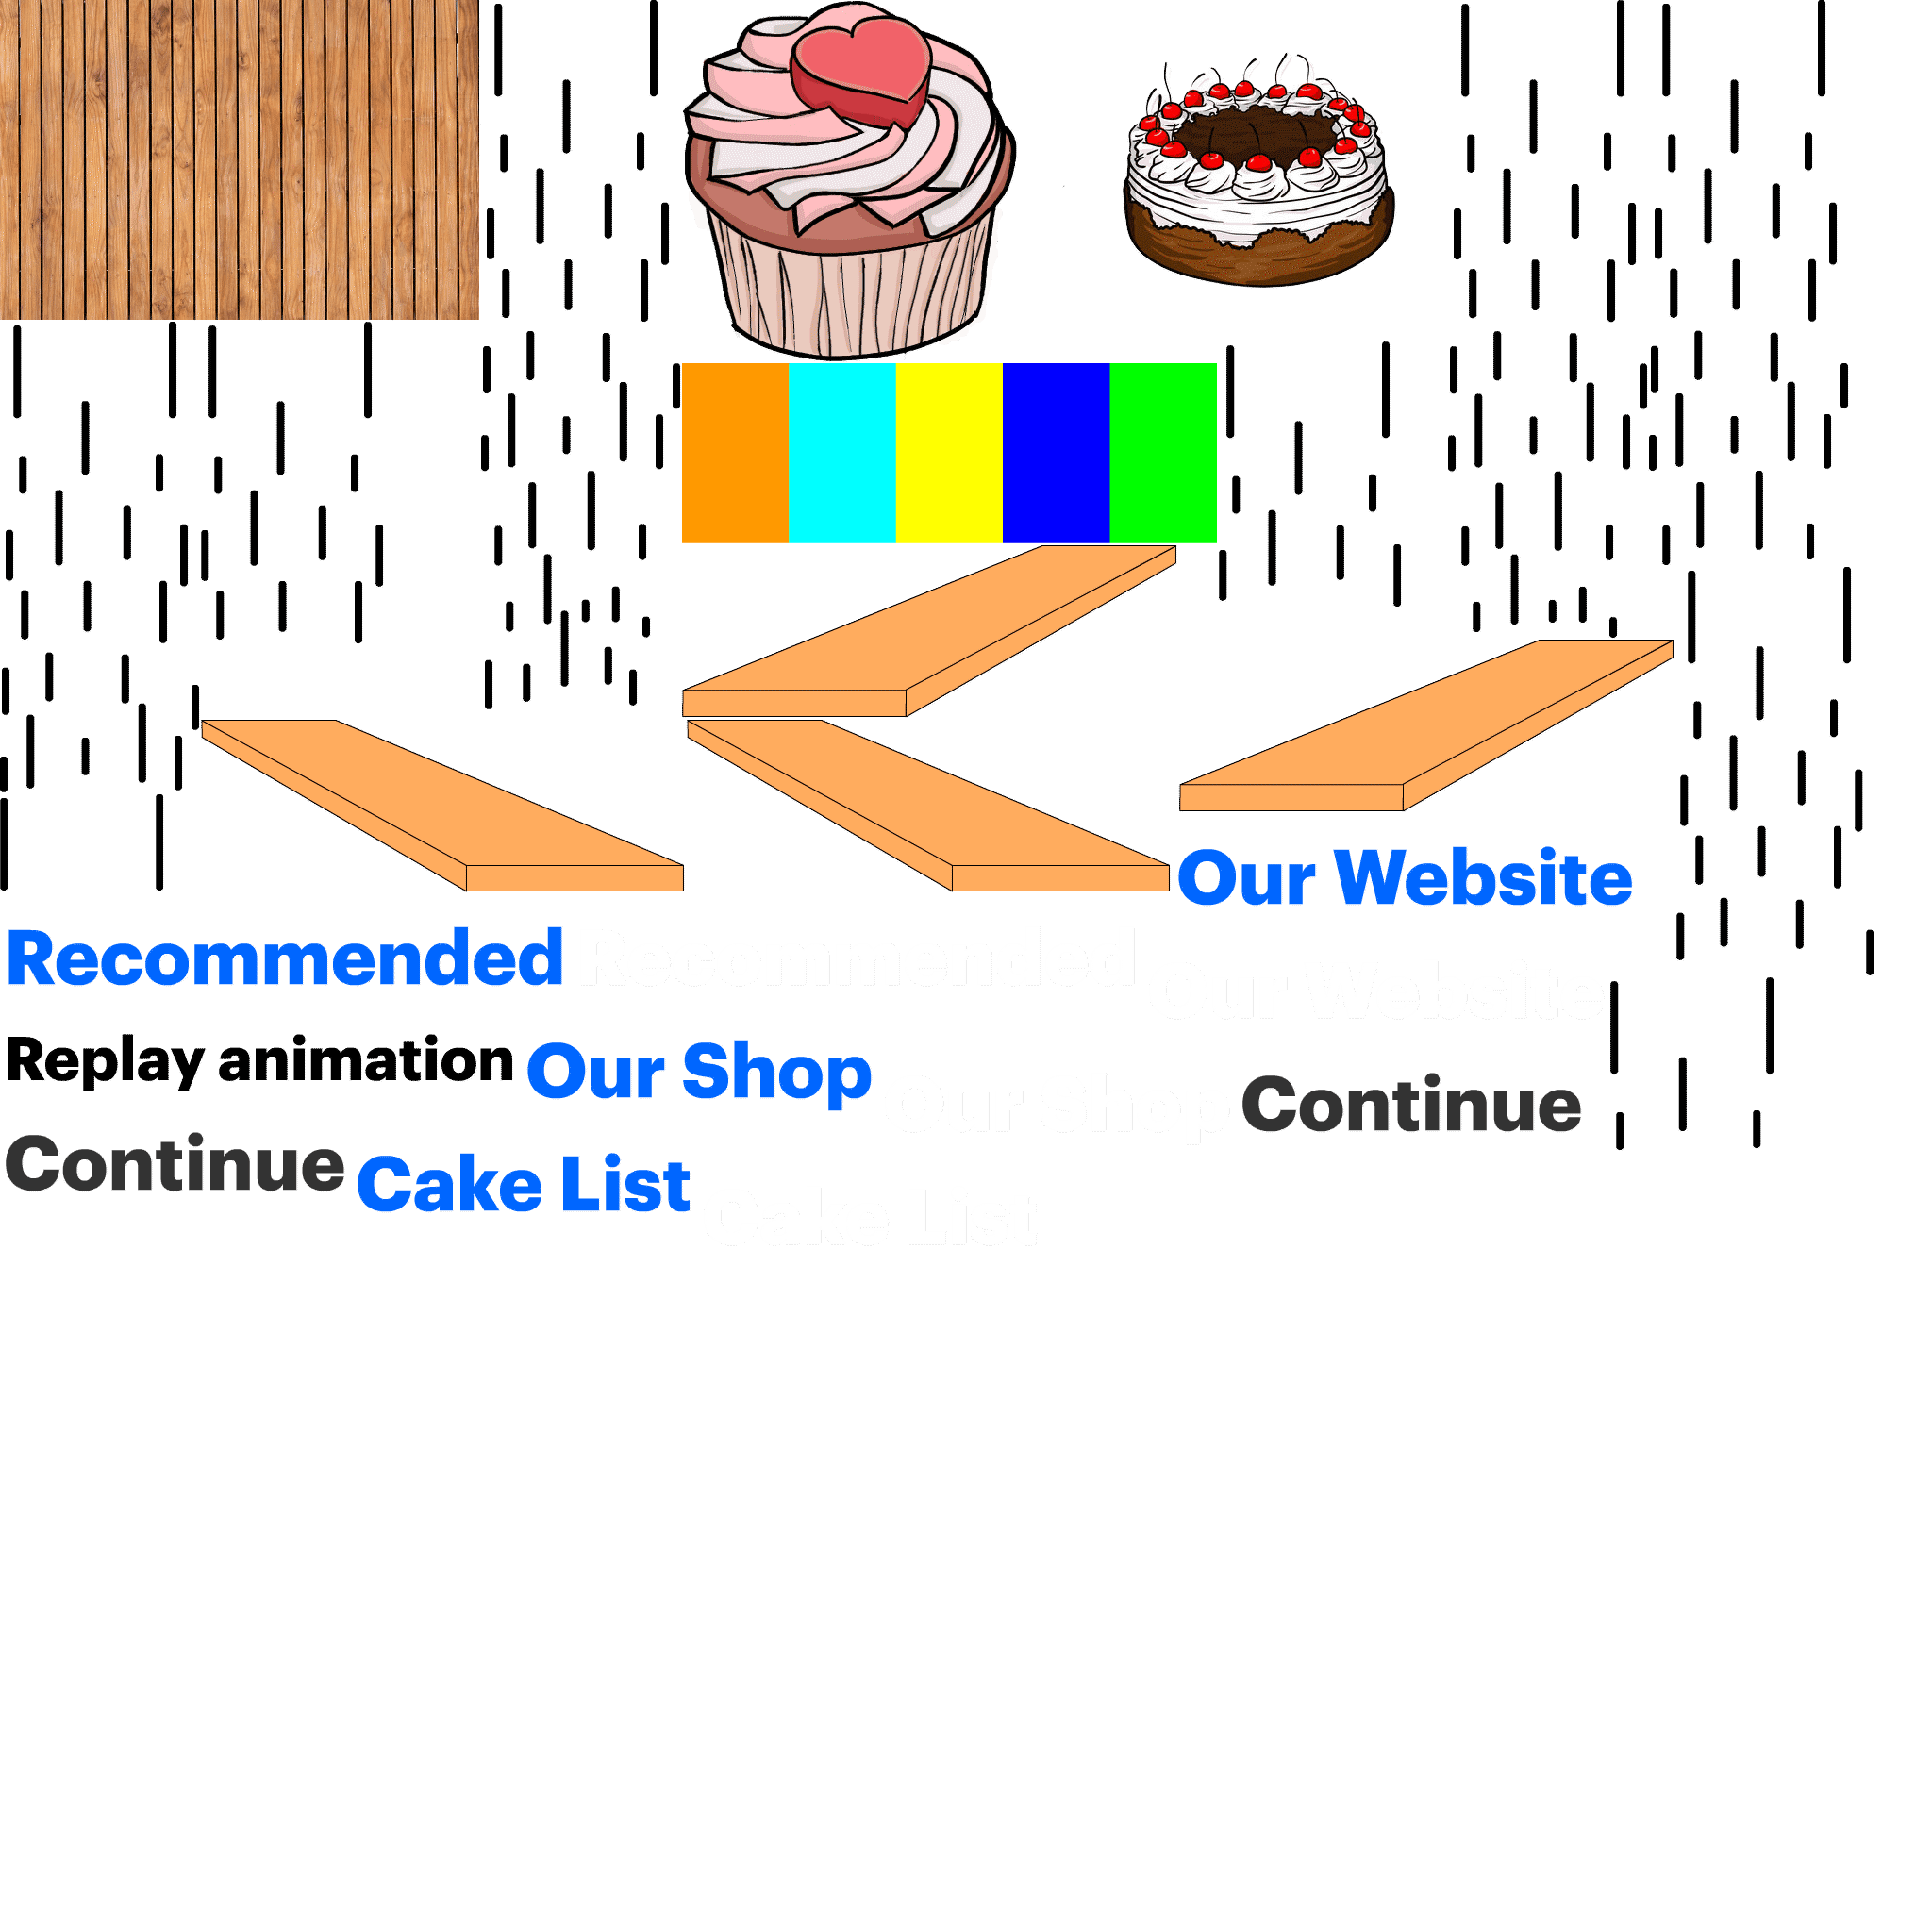 Our Website
Recommended Recommended
Our Website
Replay animation Our Shop
Our Shop Continue
Continue Cake List
Cake List